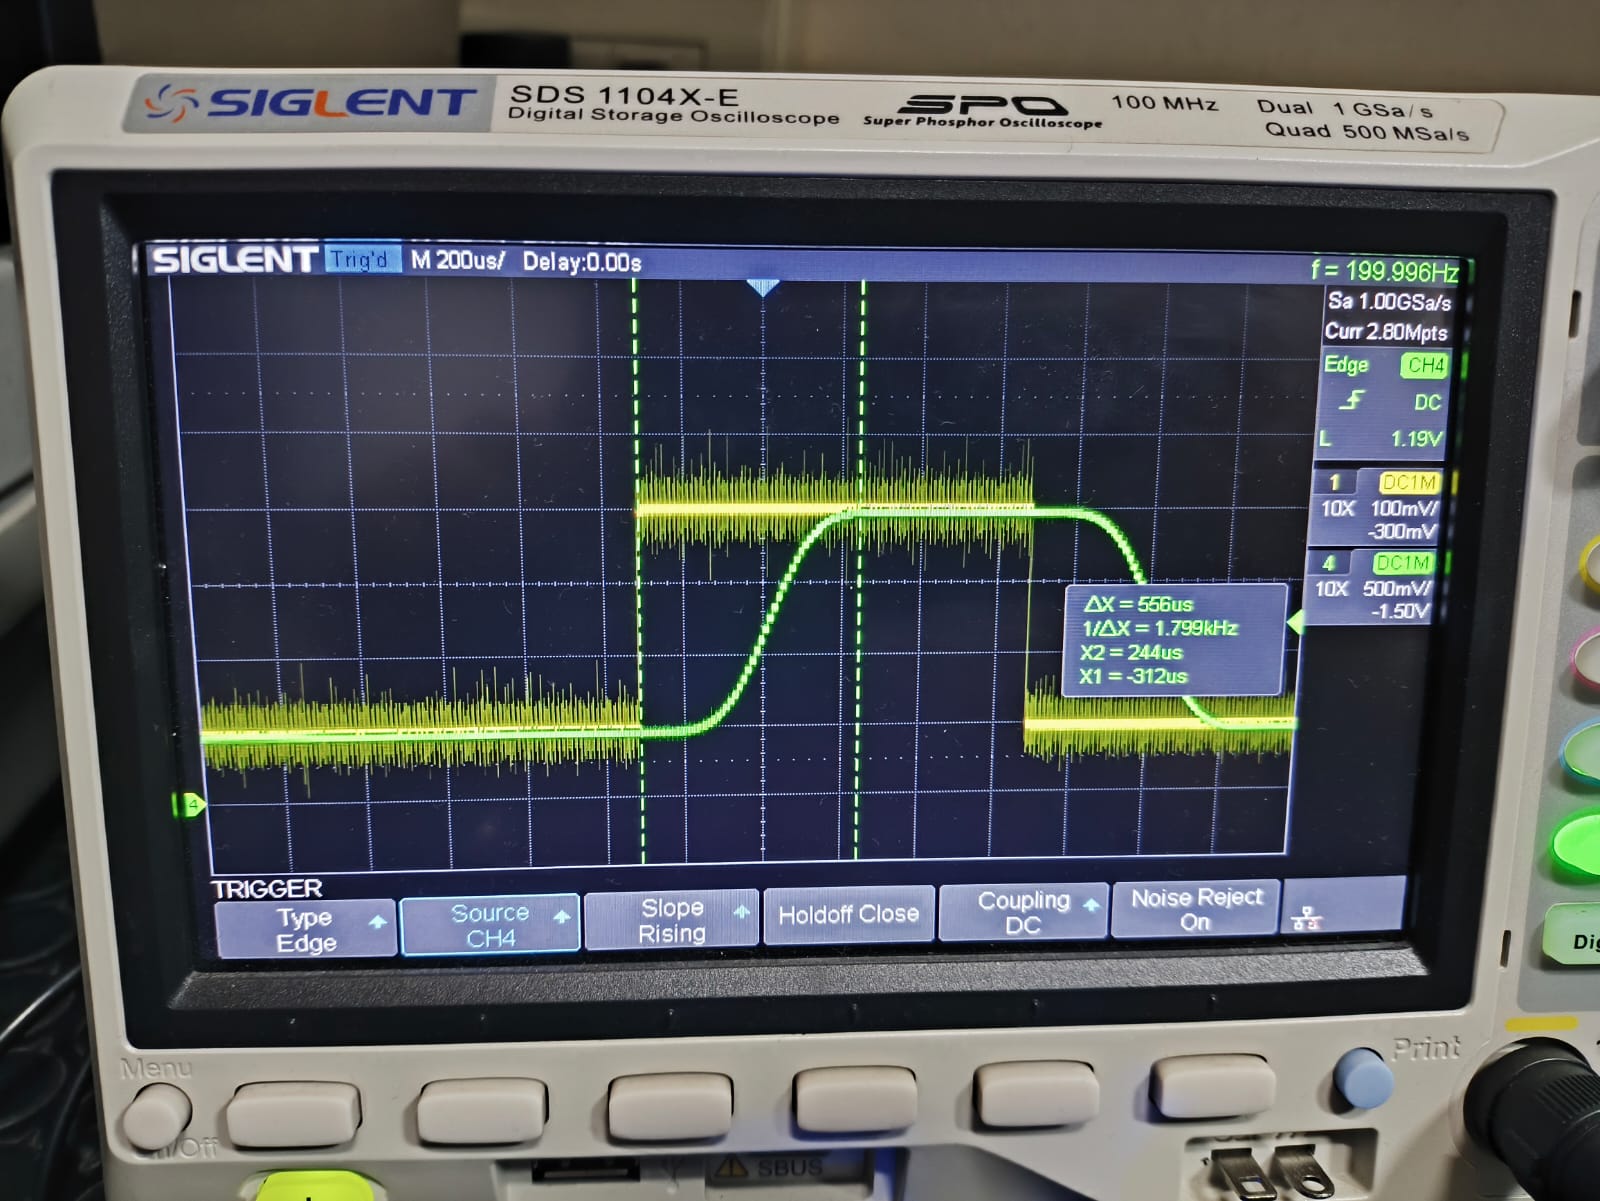 SIGLENT
SDS 1104X-E
Digital Storage Oscilloscope
SPO
Super Phosphor Oscilloscope
100 MHz
Dual 1 GSa/s
Quad 500 MSa/s
SIGLENT Trig'd M 200us/ Delay:0.00s
f = 199.996Hz
Sa 1.00GSa/s
Curr 2.80Mpts
Edge CH4
DC
L 1.19V
1 DC1M
10X 100mV/
-300mV
4 DC1M
10X 500mV/
-1.50V
ΔX = 556us
1/ΔX = 1.799kHz
X2 = 244us
X1 = -312us
4
TRIGGER
Type
Edge
Source
CH4
Slope
Rising
Holdoff Close
Coupling
DC
Noise Reject
On
Menu
On/Off
Print
SBUS